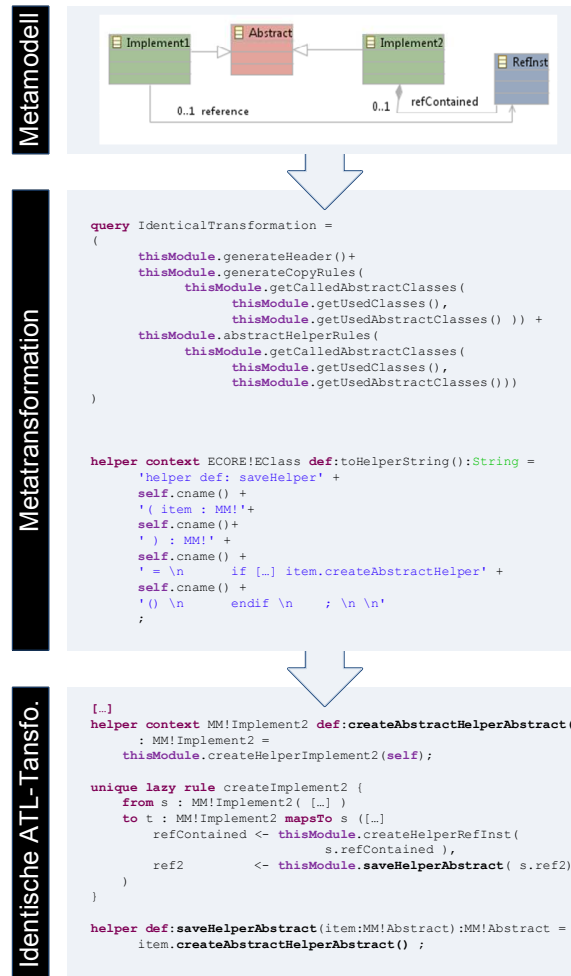 Metamodell
Implement1
Abstract
Implement2
RefInst
0..1 reference
0..1
refContained
Metatransformation
query IdenticalTransformation =
(
thisModule.generateHeader()+
thisModule.generateCopyRules(
thisModule.getCalledAbstractClasses(
thisModule.getUsedClasses(),
thisModule.getUsedAbstractClasses() )) +
thisModule.abstractHelperRules(
thisModule.getCalledAbstractClasses(
thisModule.getUsedClasses(),
thisModule.getUsedAbstractClasses()))
)
helper context ECORE!EClass def:toHelperString():String =
'helper def: saveHelper' +
self.cname() +
'( item : MM!'+
self.cname()+
' ) : MM!' +
self.cname() +
' = \n if […] item.createAbstractHelper' +
self.cname() +
'() \n endif \n ; \n \n'
;
Identische ATL-Tansfo.
[…]
helper context MM!Implement2 def:createAbstractHelperAbstract(
: MM!Implement2 =
thisModule.createHelperImplement2(self);
unique lazy rule createImplement2 {
from s : MM!Implement2( […] )
to t : MM!Implement2 mapsTo s ([…]
refContained <- thisModule.createHelperRefInst(
s.refContained ),
ref2 <- thisModule.saveHelperAbstract( s.ref2)
)
}
helper def:saveHelperAbstract(item:MM!Abstract):MM!Abstract =
item.createAbstractHelperAbstract() ;